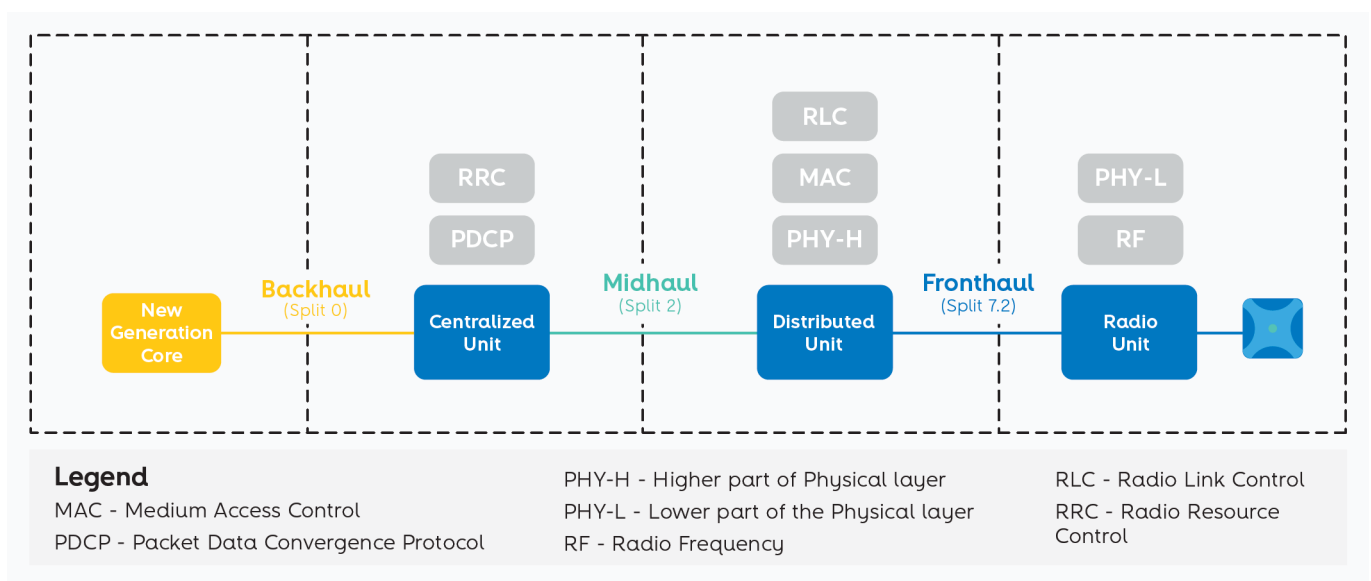 RLC
RRC
MAC
PHY-L
PDCP
PHY-H
RF
Backhaul
(Split 0)
Midhaul
(Split 2)
Fronthaul
(Split 7.2)
New
Generation
Core
Centralized
Unit
Distributed
Unit
Radio
Unit
Legend
MAC - Medium Access Control
PDCP - Packet Data Convergence Protocol
PHY-H - Higher part of Physical layer
PHY-L - Lower part of the Physical layer
RF - Radio Frequency
RLC - Radio Link Control
RRC - Radio Resource
Control